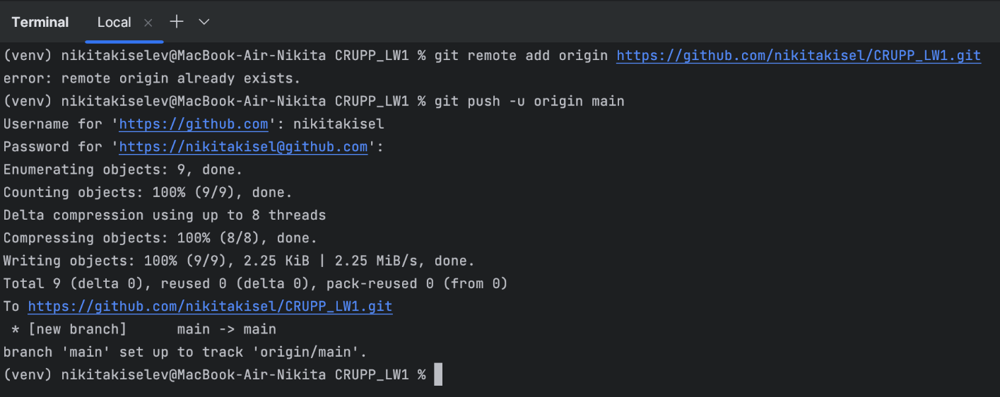 Terminal Local
(venv) nikitakiselev@MacBook-Air-Nikita CRUPP_LW1 % git remote add origin https://github.com/nikitakisel/CRUPP_LW1.git
error: remote origin already exists.
(venv) nikitakiselev@MacBook-Air-Nikita CRUPP_LW1 % git push -u origin main
Username for 'https://github.com': nikitakisel
Password for 'https://nikitakisel@github.com':
Enumerating objects: 9, done.
Counting objects: 100% (9/9), done.
Delta compression using up to 8 threads
Compressing objects: 100% (8/8), done.
Writing objects: 100% (9/9), 2.25 KiB | 2.25 MiB/s, done.
Total 9 (delta 0), reused 0 (delta 0), pack-reused 0 (from 0)
To https://github.com/nikitakisel/CRUPP_LW1.git
 * [new branch]      main -> main
branch 'main' set up to track 'origin/main'.
(venv) nikitakiselev@MacBook-Air-Nikita CRUPP_LW1 %